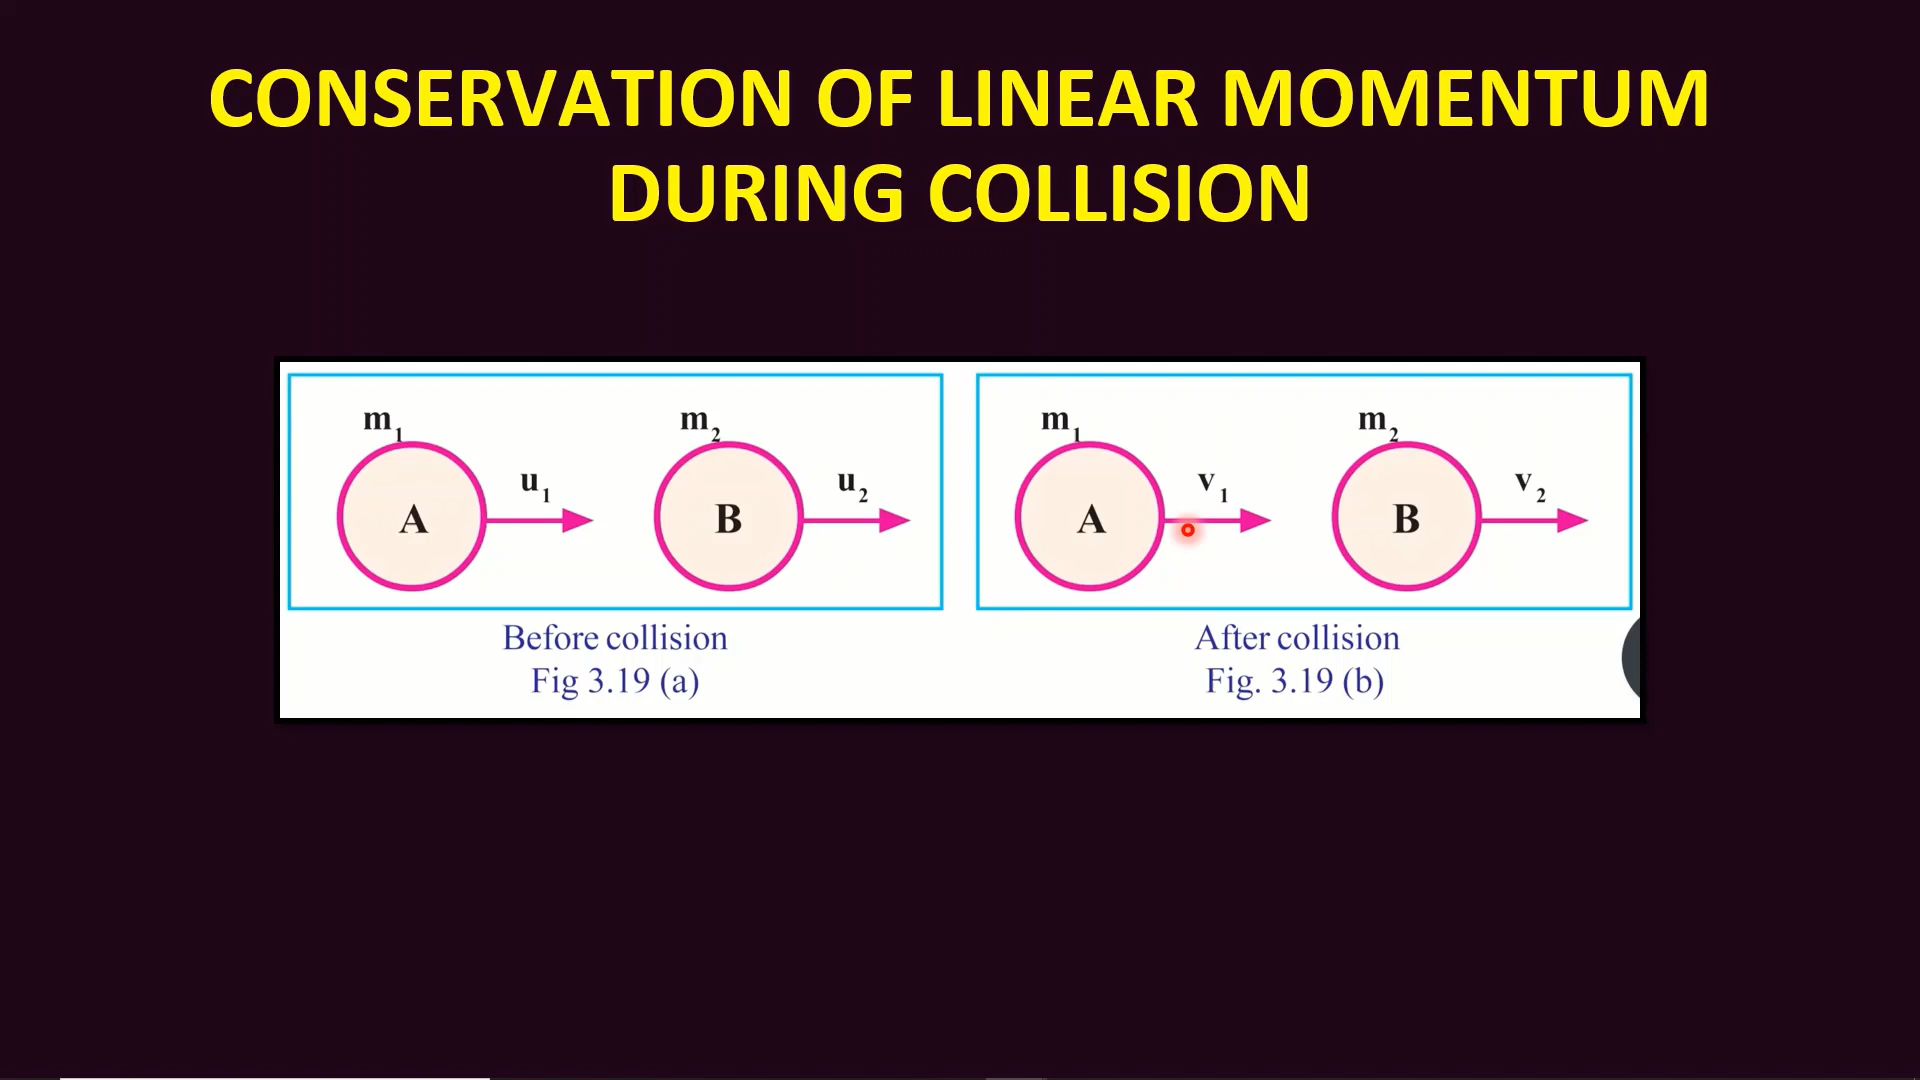 CONSERVATION OF LINEAR MOMENTUM
DURING COLLISION
m₁ m₂
u₁ u₂
A B
Before collision
Fig 3.19 (a)
m₁ m₂
v₁ v₂
A B
After collision
Fig. 3.19 (b)